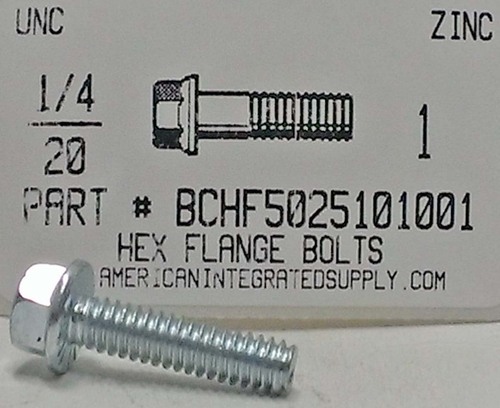 UNC ZINC
1/4
20
1
PART # BCHF5025101001
HEX FLANGE BOLTS
AMERICANINTEGRATEDSUPPLY.COM